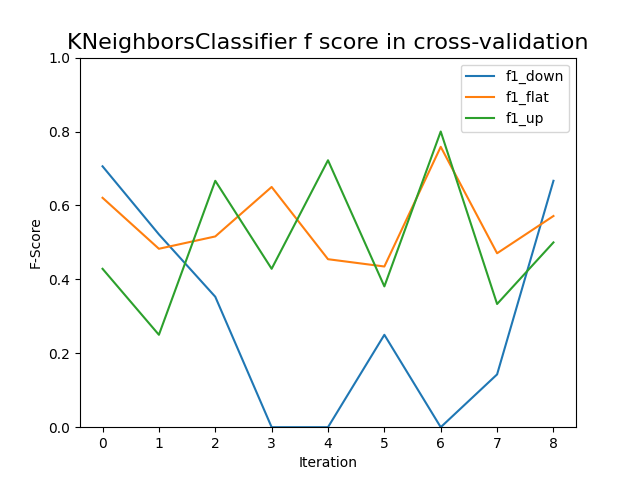 KNeighborsClassifier f score in cross-validation
f1_down
f1_flat
f1_up
F-Score
1.0
0.8
0.6
0.4
0.2
0.0
0 1 2 3 4 5 6 7 8
Iteration